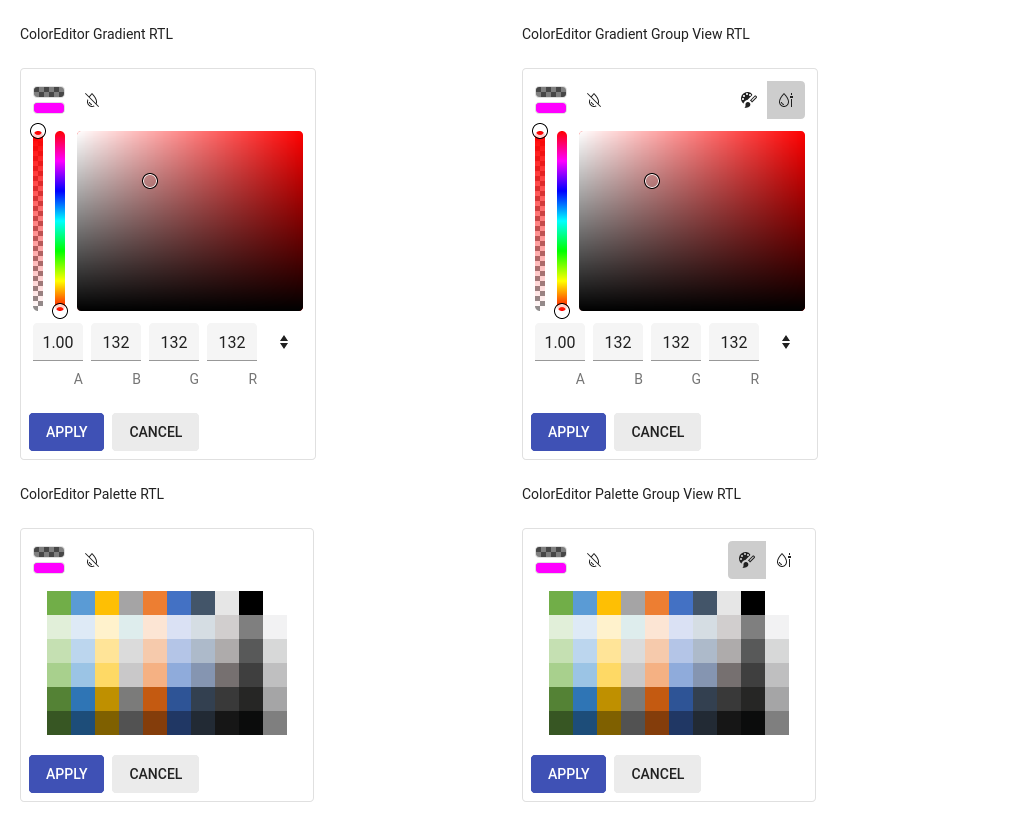 ColorEditor Gradient RTL
1.00 132 132 132
A B G R
APPLY CANCEL
ColorEditor Gradient Group View RTL
1.00 132 132 132
A B G R
APPLY CANCEL
ColorEditor Palette RTL
APPLY CANCEL
ColorEditor Palette Group View RTL
APPLY CANCEL